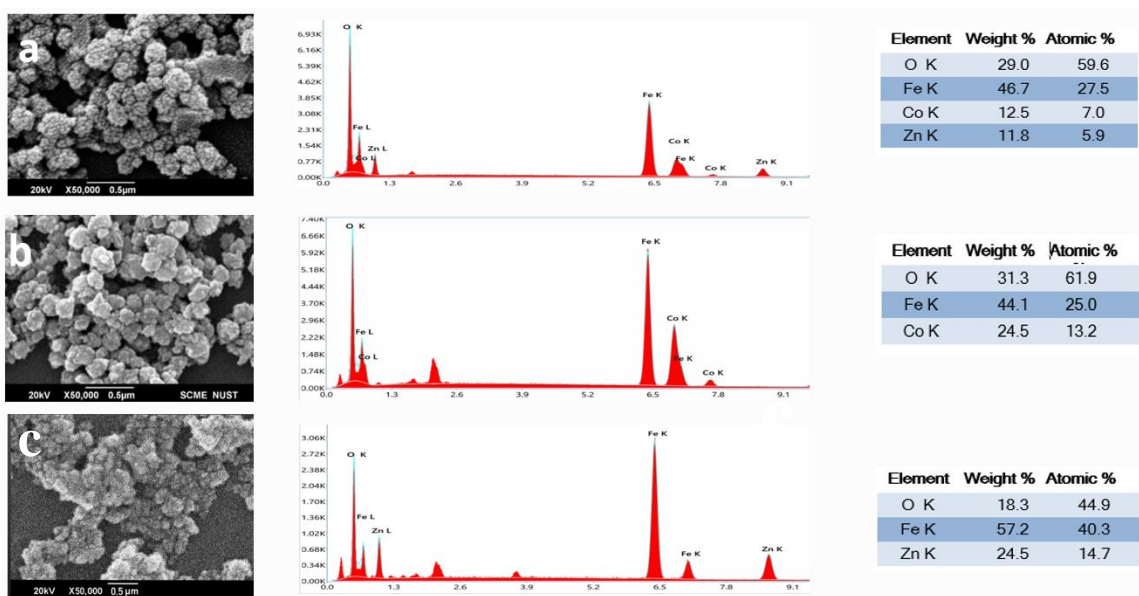 a
20kV X50,000 0.5µm
6.93K
6.16K
5.39K
4.62K
3.85K
3.08K
2.31K
1.54K
0.77K
0.00K
O K
Fe L
Co L
Zn L
Fe K
Co K
Fe K
Co K
Zn K
0.0 1.3 2.6 3.9 5.2 6.5 7.8 9.1
Element Weight % Atomic %
O K 29.0 59.6
Fe K 46.7 27.5
Co K 12.5 7.0
Zn K 11.8 5.9
b
20kV X50,000 0.5µm SCME NUST
7.40K
6.66K
5.92K
5.18K
4.44K
3.70K
2.96K
2.22K
1.48K
0.74K
0.00K
O K
Fe L
Co L
Fe K
Co K
Fe K
Co K
0.0 1.3 2.6 3.9 5.2 6.5 7.8 9.1
Element Weight % Atomic %
O K 31.3 61.9
Fe K 44.1 25.0
Co K 24.5 13.2
c
20kV X50,000 0.5µm
3.06K
2.72K
2.38K
2.04K
1.70K
1.36K
1.02K
0.68K
0.34K
0.00K
O K
Fe L
Zn L
Fe K
Fe K
Zn K
0.0 1.3 2.6 3.9 5.2 6.5 7.8 9.1
Element Weight % Atomic %
O K 18.3 44.9
Fe K 57.2 40.3
Zn K 24.5 14.7